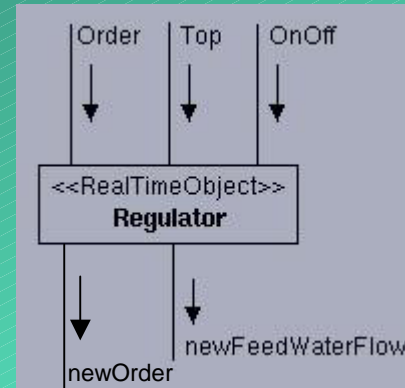 Order Top OnOff
<<RealTimeObject>>
Regulator
newFeedWaterFlow
newOrder